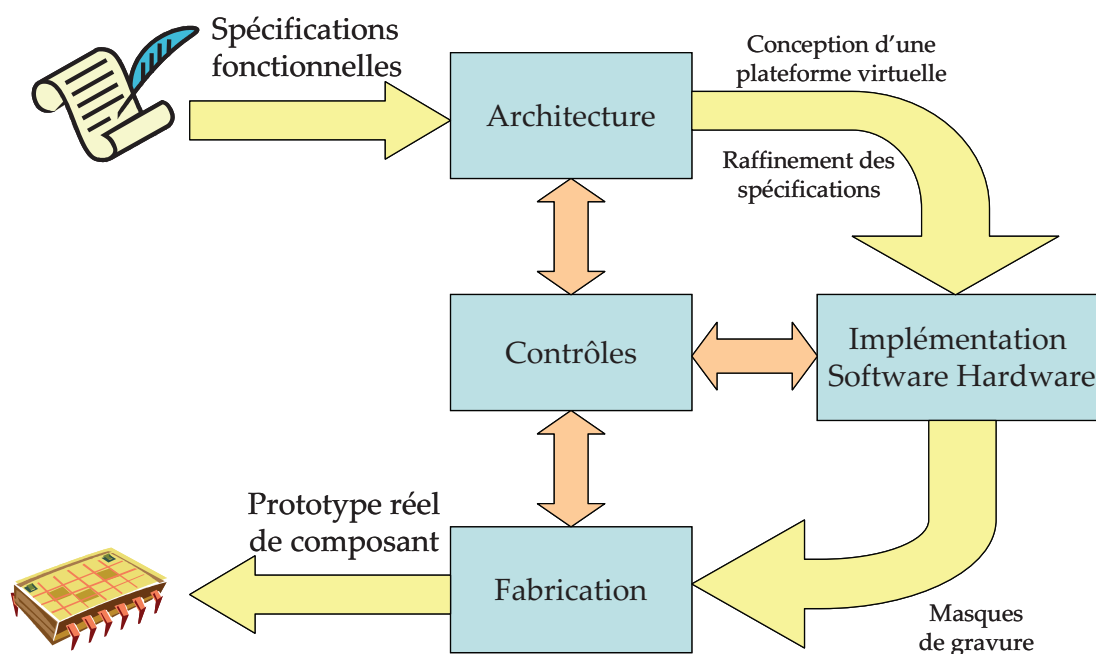 Spécifications
fonctionnelles
Architecture
Conception d’une
plateforme virtuelle
Raffinement des
spécifications
Contrôles
Implémentation
Software Hardware
Prototype réel
de composant
Fabrication
Masques
de gravure